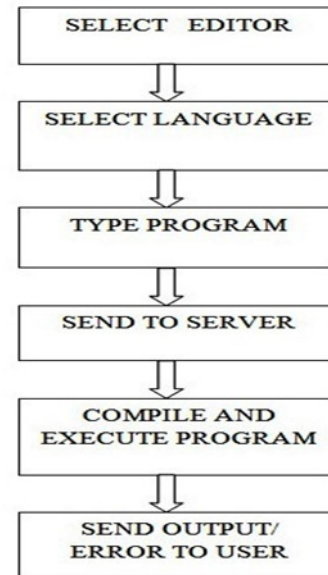 SELECT EDITOR
SELECT LANGUAGE
TYPE PROGRAM
SEND TO SERVER
COMPILE AND
EXECUTE PROGRAM
SEND OUTPUT/
ERROR TO USER